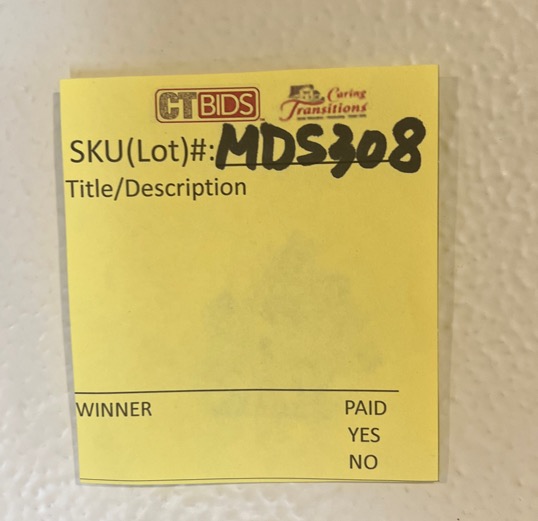 CTBIDS
Caring
Transitions
SKU(Lot)#:MDS308
Title/Description
WINNER
PAID
YES
NO